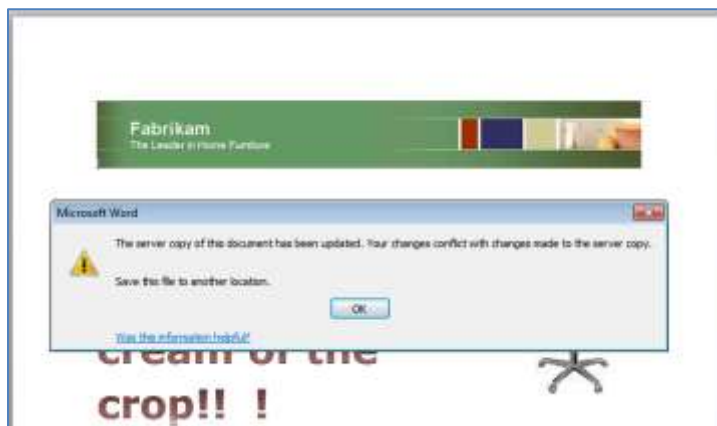 Fabrikam
The Leader in Home Furniture
Microsoft Word
The server copy of this document has been updated. Your changes conflict with changes made to the server copy.
Save this file to another location.
OK
Was this information helpful?
cream of the
crop!! !